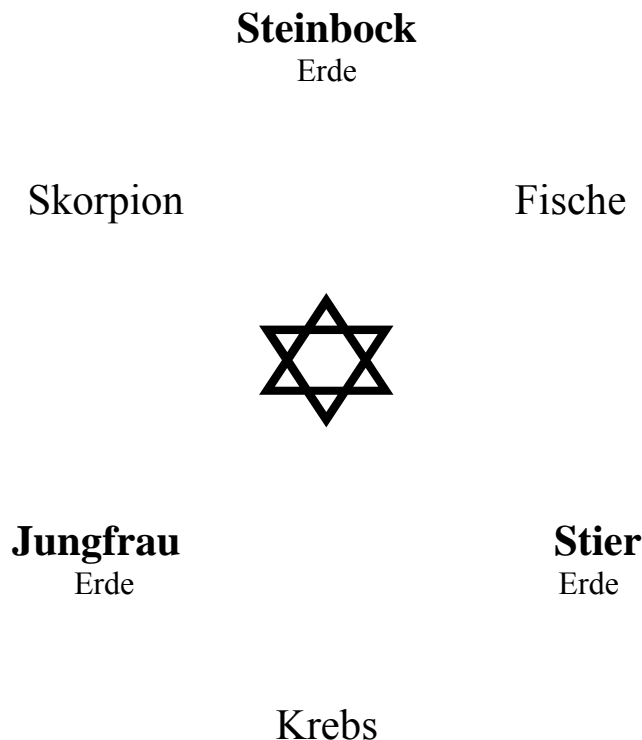 Steinbock
Erde
Skorpion
Fische
Jungfrau
Erde
Stier
Erde
Krebs